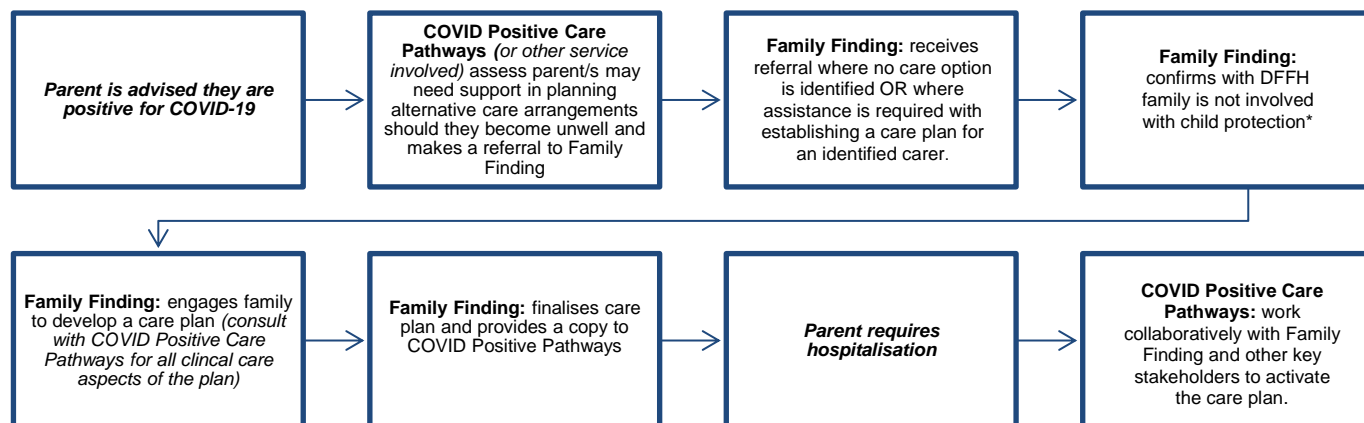 Parent is advised they are
positive for COVID-19
COVID Positive Care
Pathways (or other service
involved) assess parent/s may
need support in planning
alternative care arrangements
should they become unwell and
makes a referral to Family
Finding
Family Finding: receives
referral where no care option
is identified OR where
assistance is required with
establishing a care plan for
an identified carer.
Family Finding:
confirms with DFFH
family is not involved
with child protection*
Family Finding: engages family
to develop a care plan (consult
with COVID Positive Care
Pathways for all clincal care
aspects of the plan)
Family Finding: finalises care
plan and provides a copy to
COVID Positive Pathways
Parent requires
hospitalisation
COVID Positive Care
Pathways: work
collaboratively with Family
Finding and other key
stakeholders to activate
the care plan.